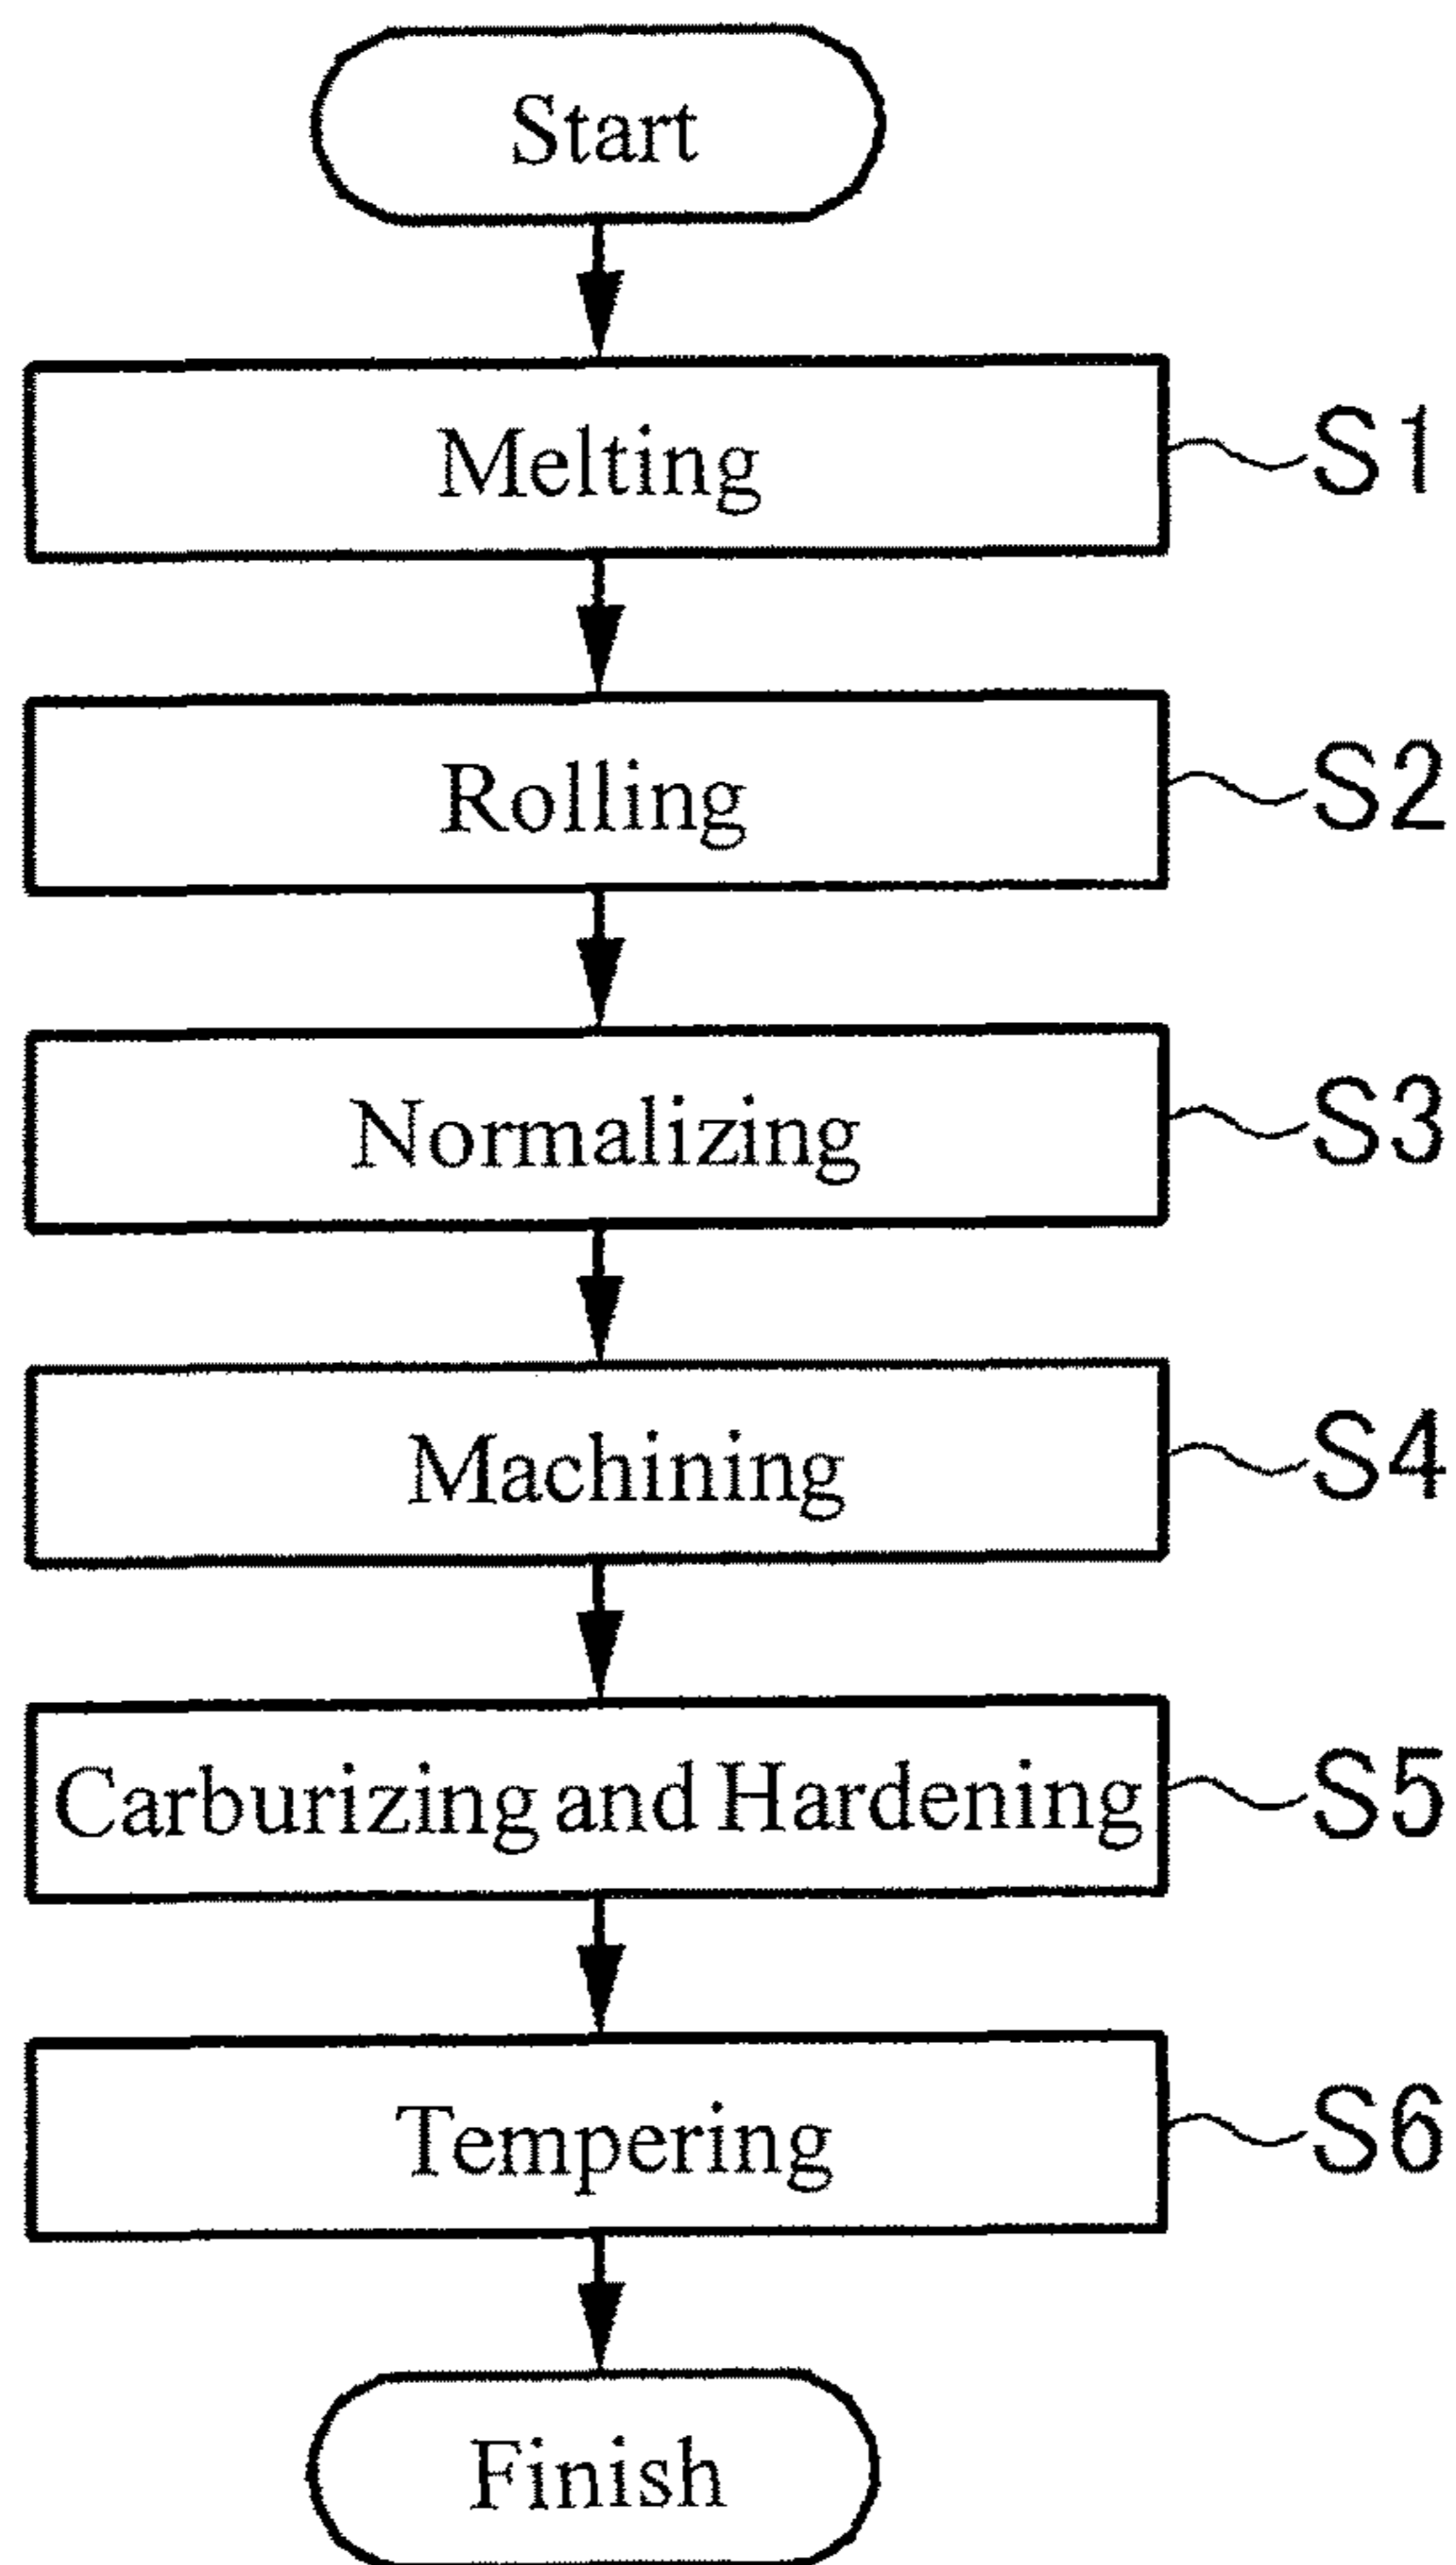 Start
Melting S1
Rolling S2
Normalizing S3
Machining S4
Carburizing and Hardening S5
Tempering S6
Finish